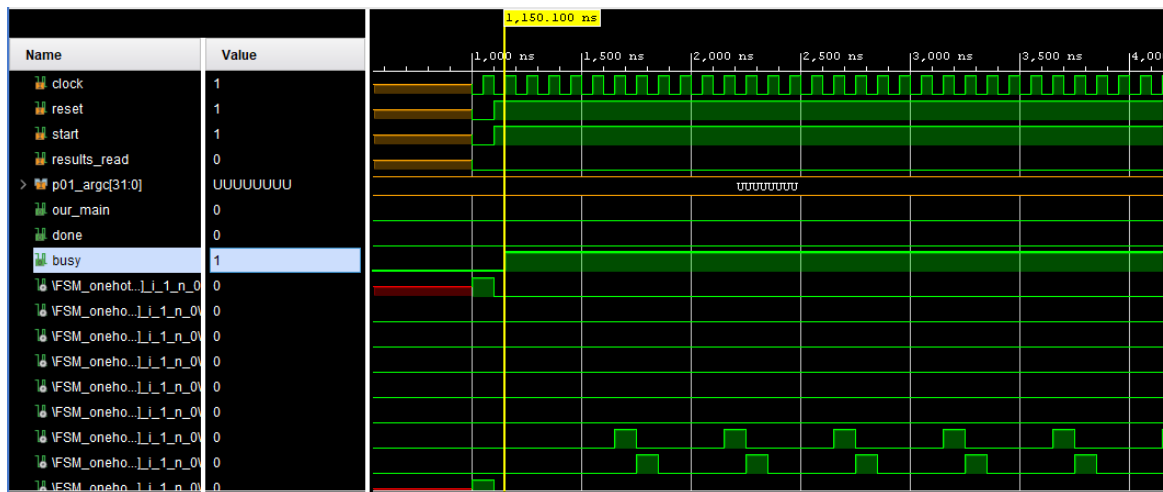 1,150.100 ns
Name Value
1,000 ns 1,500 ns 2,000 ns 2,500 ns 3,000 ns 3,500 ns 4,00
clock 1
reset 1
start 1
results_read 0
p01_argc[31:0] UUUUUUUU UUUUUUUU
our_main 0
done 0
busy 1
\FSM_onehot...]_i_1_n_0 0
\FSM_oneho...]_i_1_n_0\ 0
\FSM_oneho...]_i_1_n_0\ 0
\FSM_oneho...]_i_1_n_0\ 0
\FSM_oneho...]_i_1_n_0\ 0
\FSM_oneho...]_i_1_n_0\ 0
\FSM_oneho...]_i_1_n_0\ 0
\FSM_oneho...]_i_1_n_0\ 0